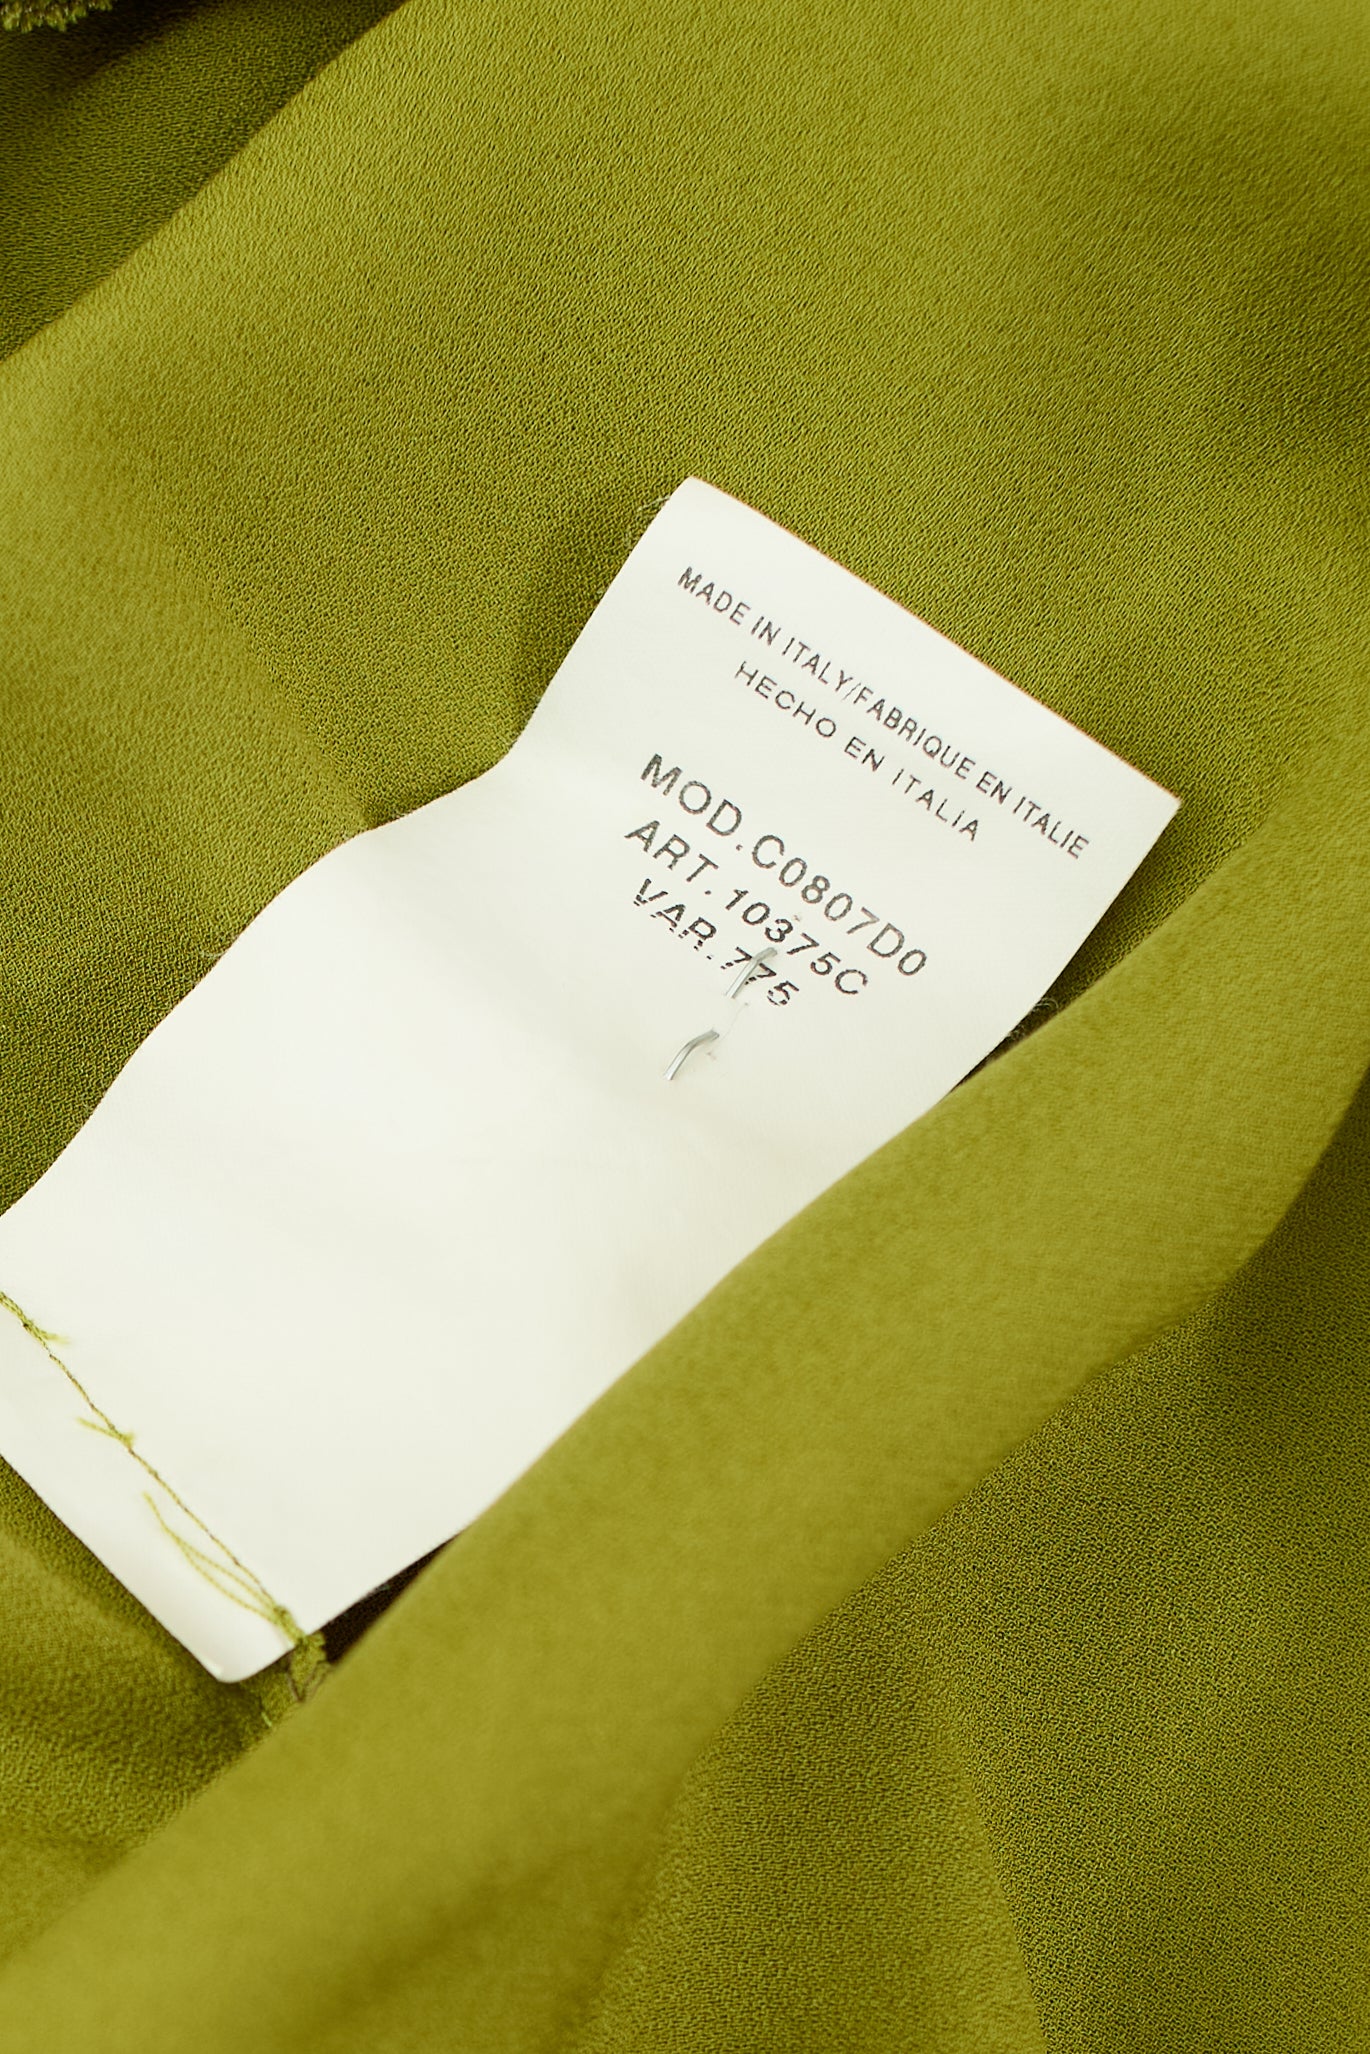 MADE IN ITALY/FABRIQUE EN ITALIE
HECHO EN ITALIA
MOD.C0807D0
ART.10375C
VAR.775